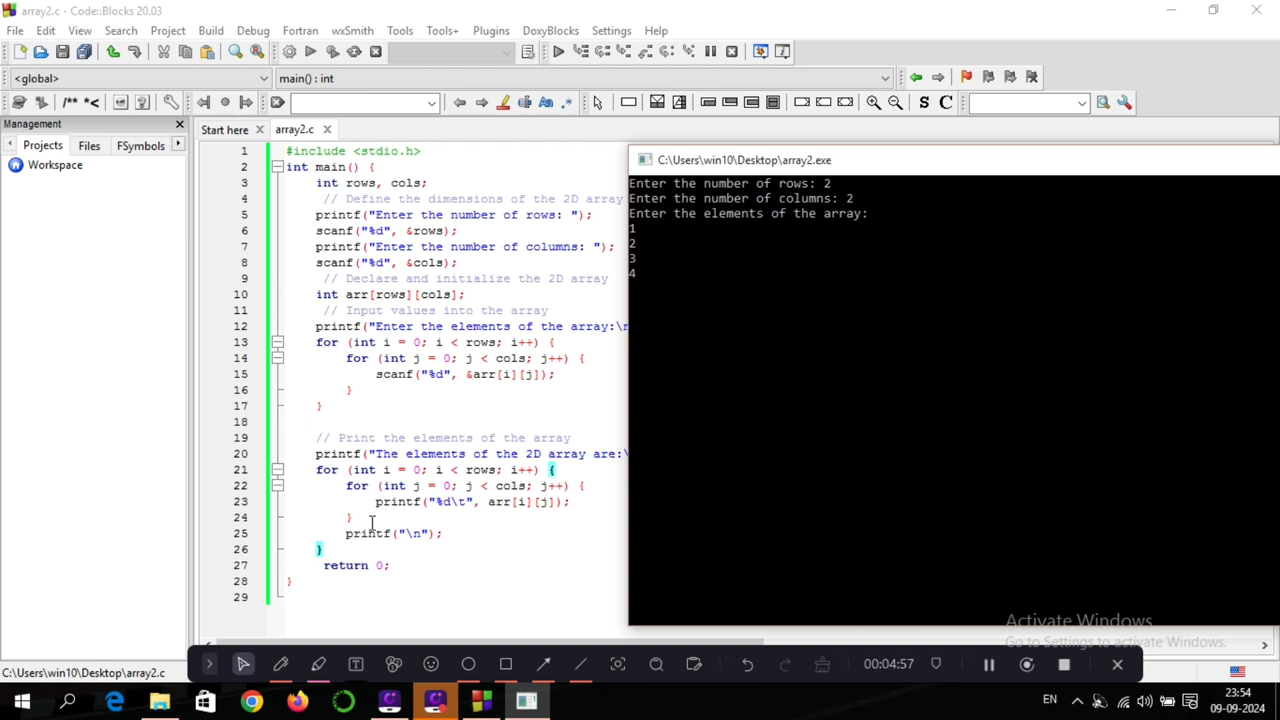 array2.c - Code::Blocks 20.03
File Edit View Search Project Build Debug Fortran wxSmith Tools Tools+ Plugins DoxyBlocks Settings Help
<global> main() : int
/** *< S C
Management
Projects Files FSymbols
Workspace
Start here array2.c
1 #include <stdio.h>
2 int main() {
3 int rows, cols;
4 // Define the dimensions of the 2D array
5 printf("Enter the number of rows: ");
6 scanf("%d", &rows);
7 printf("Enter the number of columns: ");
8 scanf("%d", &cols);
9 // Declare and initialize the 2D array
10 int arr[rows][cols];
11 // Input values into the array
12 printf("Enter the elements of the array:\n
13 for (int i = 0; i < rows; i++) {
14 for (int j = 0; j < cols; j++) {
15 scanf("%d", &arr[i][j]);
16 }
17 }
18
19 // Print the elements of the array
20 printf("The elements of the 2D array are:\
21 for (int i = 0; i < rows; i++) {
22 for (int j = 0; j < cols; j++) {
23 printf("%d\t", arr[i][j]);
24 }
25 printf("\n");
26 }
27 return 0;
28 }
29
C:\Users\win10\Desktop\array2.exe
Enter the number of rows: 2
Enter the number of columns: 2
Enter the elements of the array:
1
2
3
4
Activate Windows
Go to Settings to activate Windows.
C:\Users\win10\Desktop\array2.c
00:04:57
EN
23:54
09-09-2024